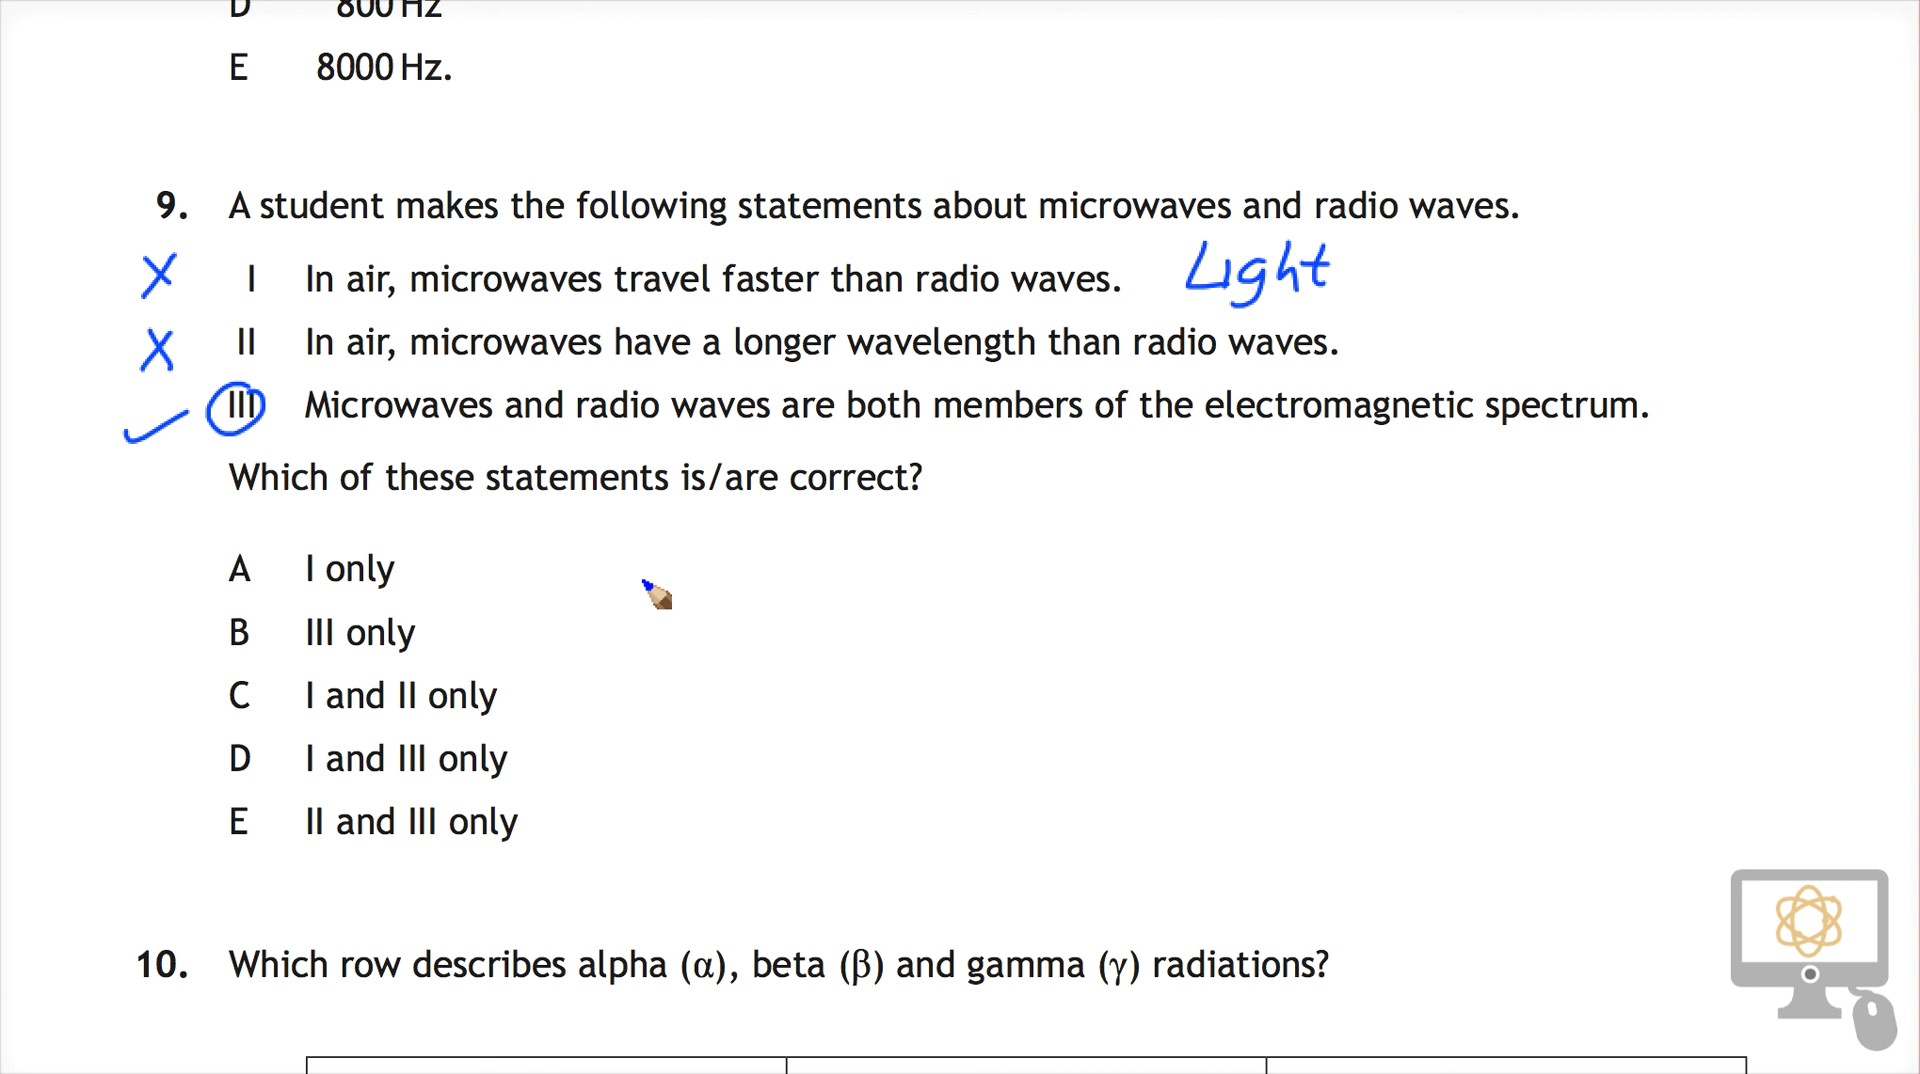 D 800 Hz
E 8000 Hz.
9. A student makes the following statements about microwaves and radio waves.
X I In air, microwaves travel faster than radio waves. Light
X II In air, microwaves have a longer wavelength than radio waves.
III Microwaves and radio waves are both members of the electromagnetic spectrum.
Which of these statements is/are correct?
A I only
B III only
C I and II only
D I and III only
E II and III only
10. Which row describes alpha (α), beta (β) and gamma (γ) radiations?